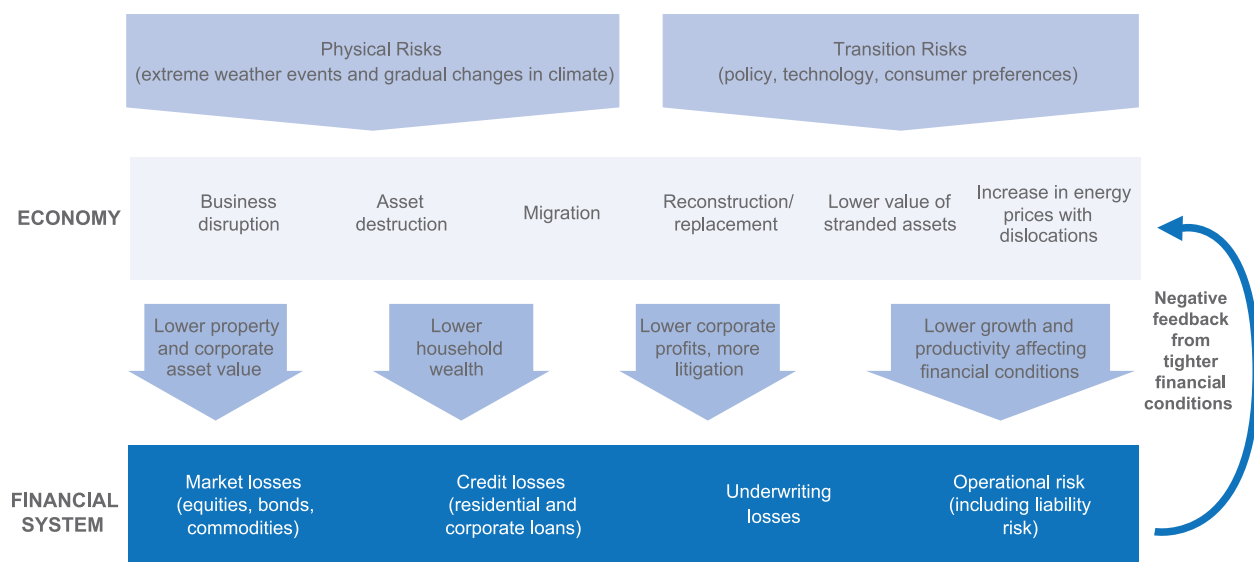 Physical Risks
(extreme weather events and gradual changes in climate)
Transition Risks
(policy, technology, consumer preferences)
ECONOMY
Business
disruption
Asset
destruction
Migration
Reconstruction/
replacement
Lower value of
stranded assets
Increase in energy
prices with
dislocations
Lower property
and corporate
asset value
Lower
household
wealth
Lower corporate
profits, more
litigation
Lower growth and
productivity affecting
financial conditions
Negative
feedback
from
tighter
financial
conditions
FINANCIAL
SYSTEM
Market losses
(equities, bonds,
commodities)
Credit losses
(residential and
corporate loans)
Underwriting
losses
Operational risk
(including liability
risk)